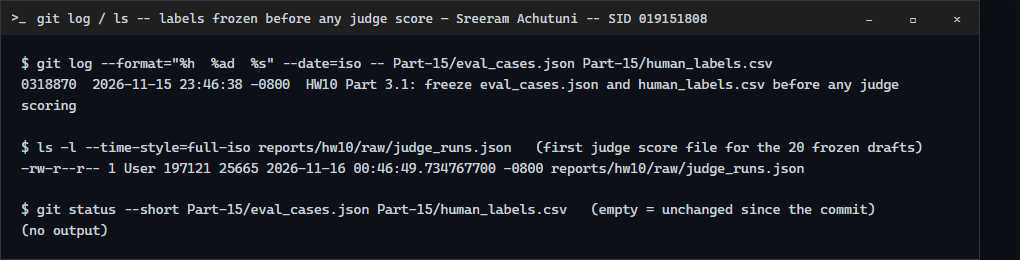 >_ git log / ls -- labels frozen before any judge score — Sreeram Achutuni -- SID 019151808
$ git log --format="%h  %ad  %s" --date=iso -- Part-15/eval_cases.json Part-15/human_labels.csv
0318870  2026-11-15 23:46:38 -0800  HW10 Part 3.1: freeze eval_cases.json and human_labels.csv before any judge
scoring
$ ls -l --time-style=full-iso reports/hw10/raw/judge_runs.json   (first judge score file for the 20 frozen drafts)
-rw-r--r-- 1 User 197121 25665 2026-11-16 00:46:49.734767700 -0800 reports/hw10/raw/judge_runs.json
$ git status --short Part-15/eval_cases.json Part-15/human_labels.csv   (empty = unchanged since the commit)
(no output)